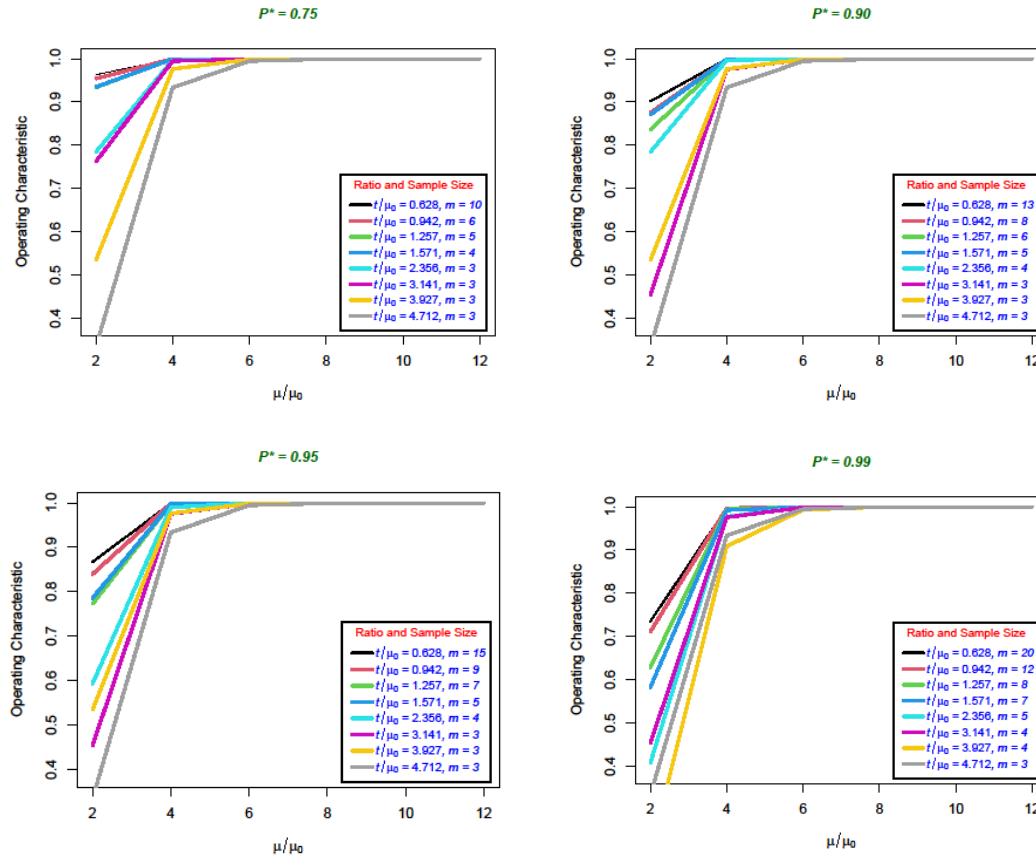 P* = 0.75
Operating Characteristic
1.0
0.9
0.8
0.7
0.6
0.5
0.4
Ratio and Sample Size
t/μ₀ = 0.628, m = 10
t/μ₀ = 0.942, m = 6
t/μ₀ = 1.257, m = 5
t/μ₀ = 1.571, m = 4
t/μ₀ = 2.356, m = 3
t/μ₀ = 3.141, m = 3
t/μ₀ = 3.927, m = 3
t/μ₀ = 4.712, m = 3
2 4 6 8 10 12
μ/μ₀
P* = 0.90
Operating Characteristic
1.0
0.9
0.8
0.7
0.6
0.5
0.4
Ratio and Sample Size
t/μ₀ = 0.628, m = 13
t/μ₀ = 0.942, m = 8
t/μ₀ = 1.257, m = 6
t/μ₀ = 1.571, m = 5
t/μ₀ = 2.356, m = 4
t/μ₀ = 3.141, m = 3
t/μ₀ = 3.927, m = 3
t/μ₀ = 4.712, m = 3
2 4 6 8 10 12
μ/μ₀
P* = 0.95
Operating Characteristic
1.0
0.9
0.8
0.7
0.6
0.5
0.4
Ratio and Sample Size
t/μ₀ = 0.628, m = 15
t/μ₀ = 0.942, m = 9
t/μ₀ = 1.257, m = 7
t/μ₀ = 1.571, m = 5
t/μ₀ = 2.356, m = 4
t/μ₀ = 3.141, m = 3
t/μ₀ = 3.927, m = 3
t/μ₀ = 4.712, m = 3
2 4 6 8 10 12
μ/μ₀
P* = 0.99
Operating Characteristic
1.0
0.9
0.8
0.7
0.6
0.5
0.4
Ratio and Sample Size
t/μ₀ = 0.628, m = 20
t/μ₀ = 0.942, m = 12
t/μ₀ = 1.257, m = 8
t/μ₀ = 1.571, m = 7
t/μ₀ = 2.356, m = 5
t/μ₀ = 3.141, m = 4
t/μ₀ = 3.927, m = 4
t/μ₀ = 4.712, m = 3
2 4 6 8 10 12
μ/μ₀